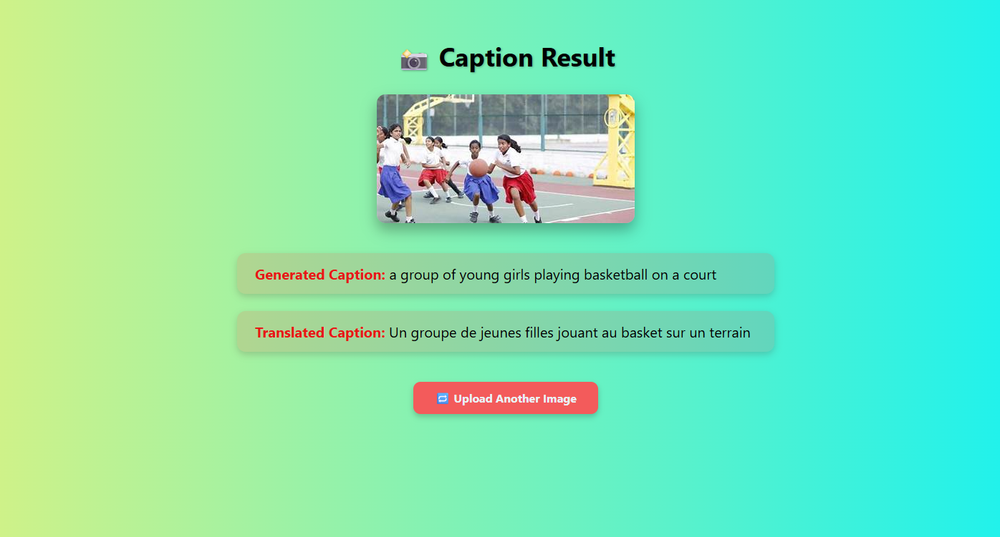 📸 Caption Result
Generated Caption: a group of young girls playing basketball on a court
Translated Caption: Un groupe de jeunes filles jouant au basket sur un terrain
🔁 Upload Another Image